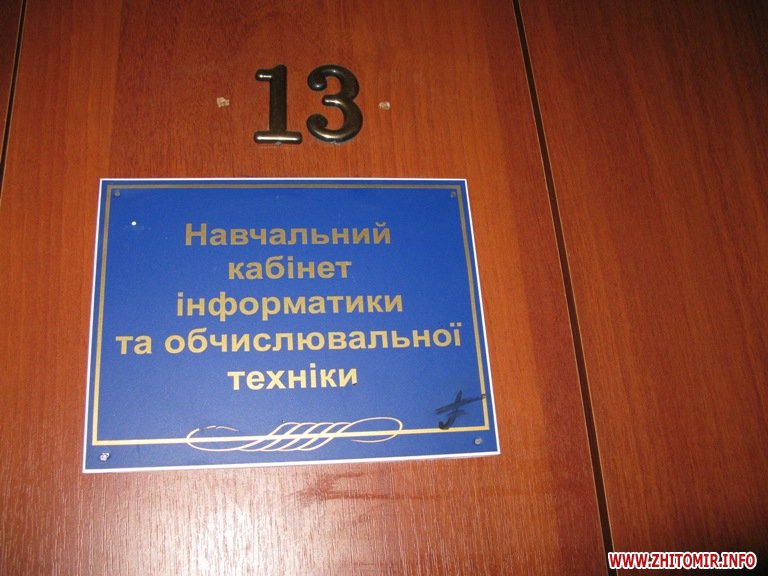 13
Навчальний
кабінет
інформатики
та обчислювальної
техніки
WWW.ZHITOMIR.INFO